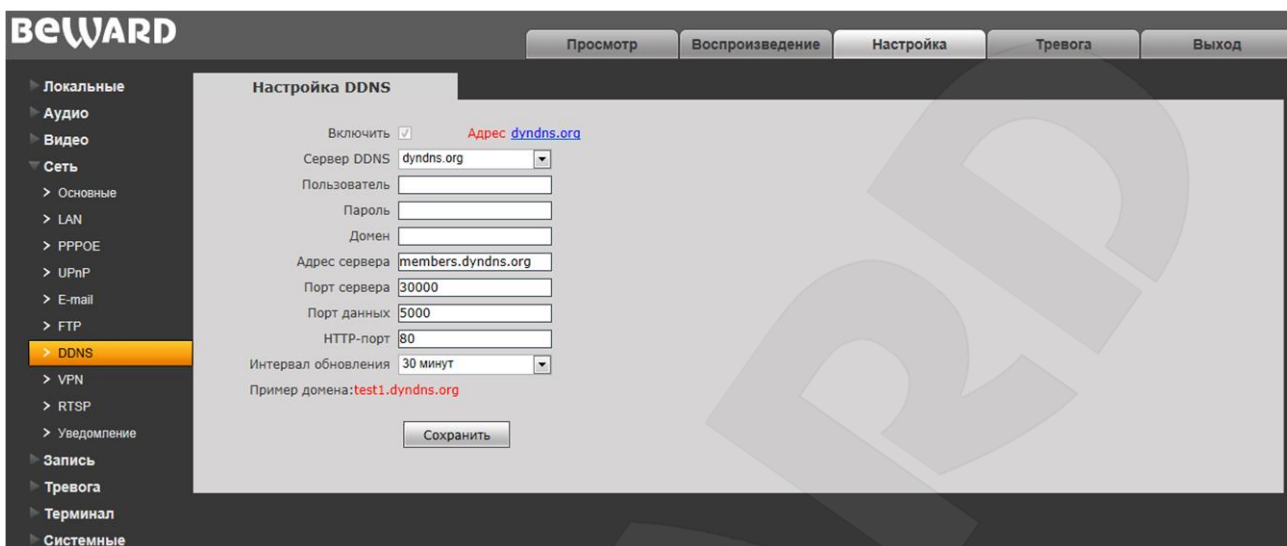 BEWARD
Просмотр Воспроизведение Настройка Тревога Выход
Локальные
Аудио
Видео
Сеть
Основные
LAN
PPPOE
UPnP
E-mail
FTP
DDNS
VPN
RTSP
Уведомление
Запись
Тревога
Терминал
Системные
Настройка DDNS
Включить Адрес dyndns.org
Сервер DDNS dyndns.org
Пользователь
Пароль
Домен
Адрес сервера members.dyndns.org
Порт сервера 30000
Порт данных 5000
HTTP-порт 80
Интервал обновления 30 минут
Пример домена:test1.dyndns.org
Сохранить